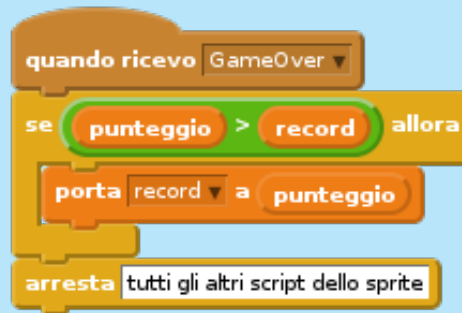 quando ricevo GameOver
se punteggio > record allora
porta record a punteggio
arresta tutti gli altri script dello sprite